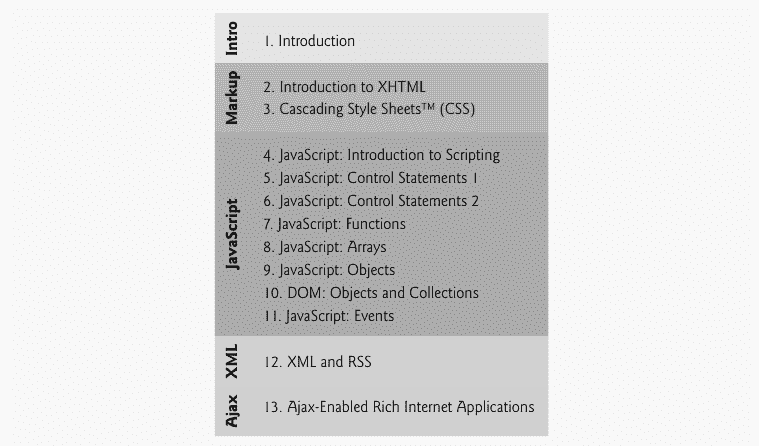 Intro
1. Introduction
Markup
2. Introduction to XHTML
3. Cascading Style Sheets™ (CSS)
JavaScript
4. JavaScript: Introduction to Scripting
5. JavaScript: Control Statements 1
6. JavaScript: Control Statements 2
7. JavaScript: Functions
8. JavaScript: Arrays
9. JavaScript: Objects
10. DOM: Objects and Collections
11. JavaScript: Events
XML
12. XML and RSS
Ajax
13. Ajax-Enabled Rich Internet Applications